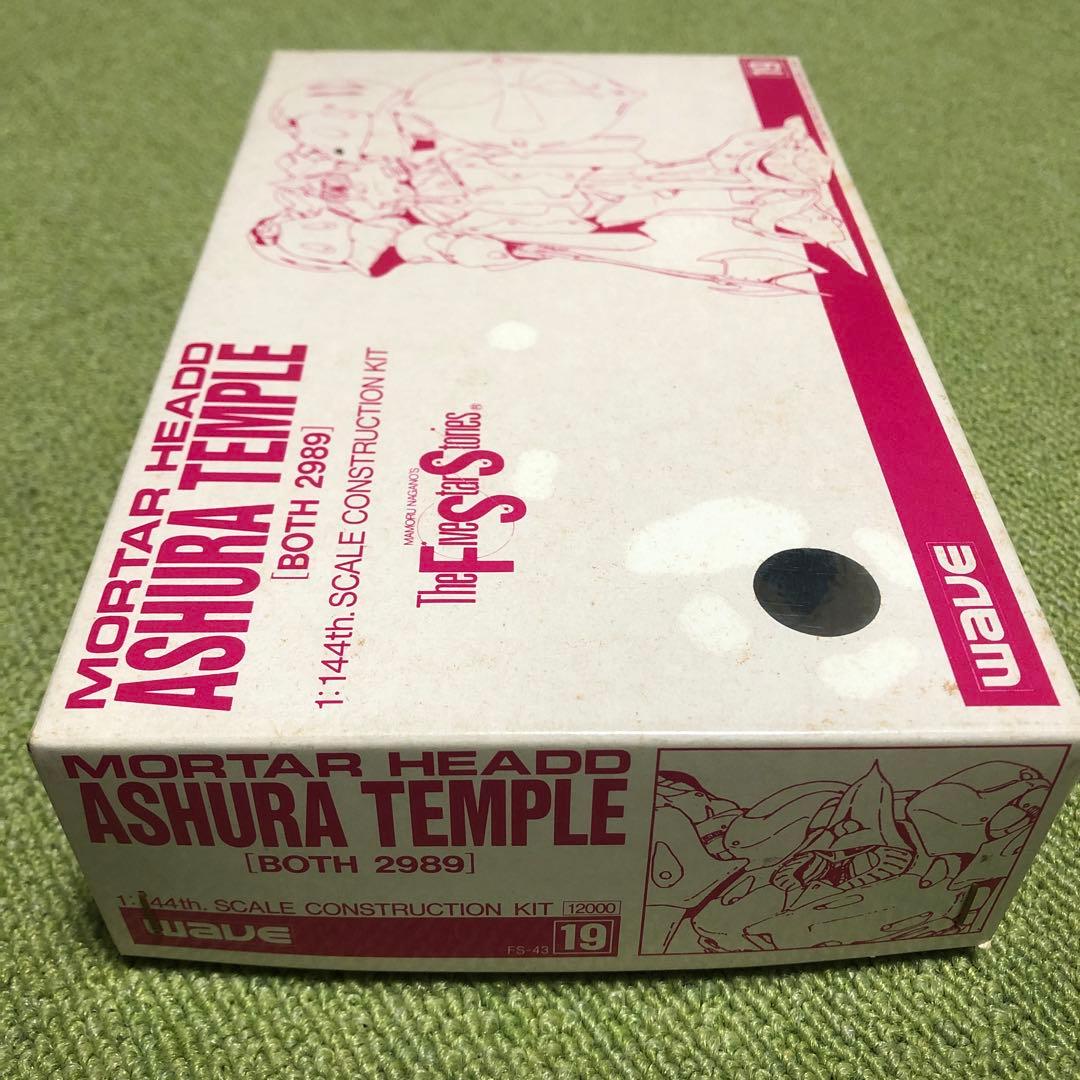 MORTAR HEADD
ASHURA TEMPLE
[BOTH 2989]
1:144th. SCALE CONSTRUCTION KIT
MAMORU NAGANO'S
The Five Star Stories®
19
wave
MORTAR HEADD
ASHURA TEMPLE
[BOTH 2989]
1:144th. SCALE CONSTRUCTION KIT 12000
wave
FS-43 19